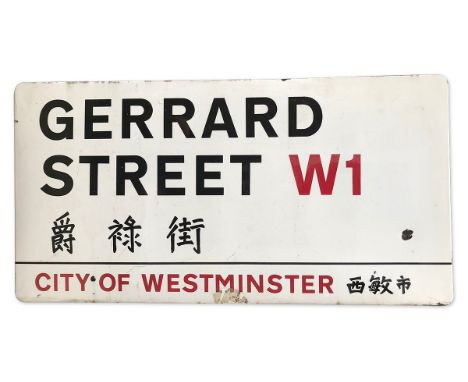 GERRARD
STREET W1
爵祿街
CITY OF WESTMINSTER 西敏市